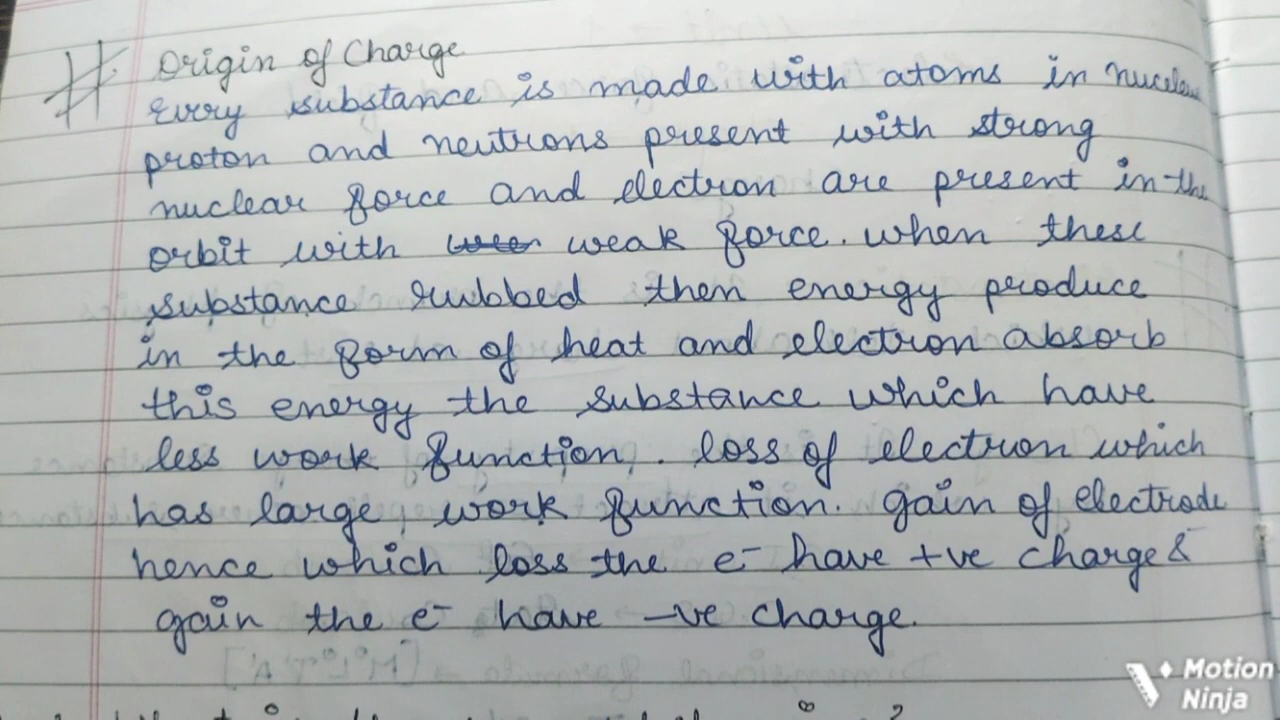 # Origin of Charge
Every substance is made with atoms in
proton and neutrons present with strong
nuclear force and electron are present in the
orbit with weak force. when these
substance rubbed then energy produce
in the form of heat and electron absorb
this energy the substance which have
less work function. loss of electron which
has large work function. gain of electrode
hence which loss the e⁻ have +ve charge &
gain the e⁻ have -ve charge.
Motion
Ninja